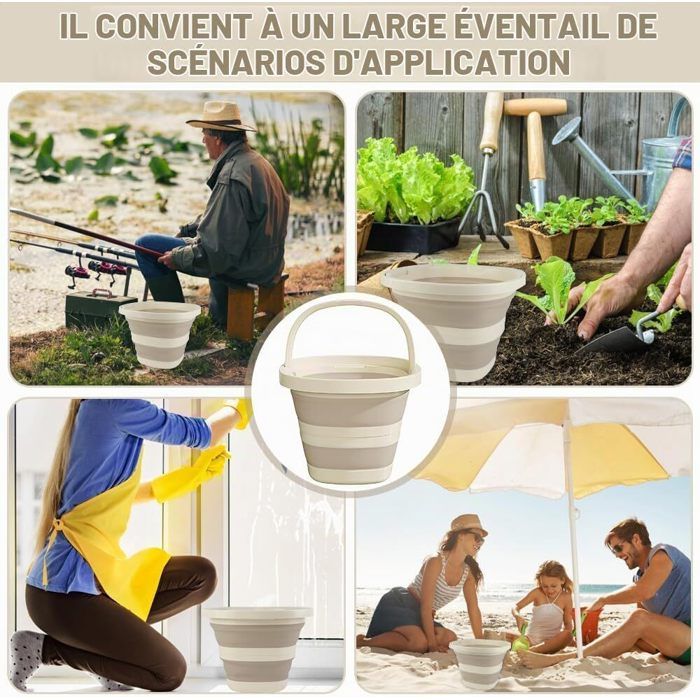 IL CONVIENT À UN LARGE ÉVENTAIL DE
SCÉNARIOS D'APPLICATION